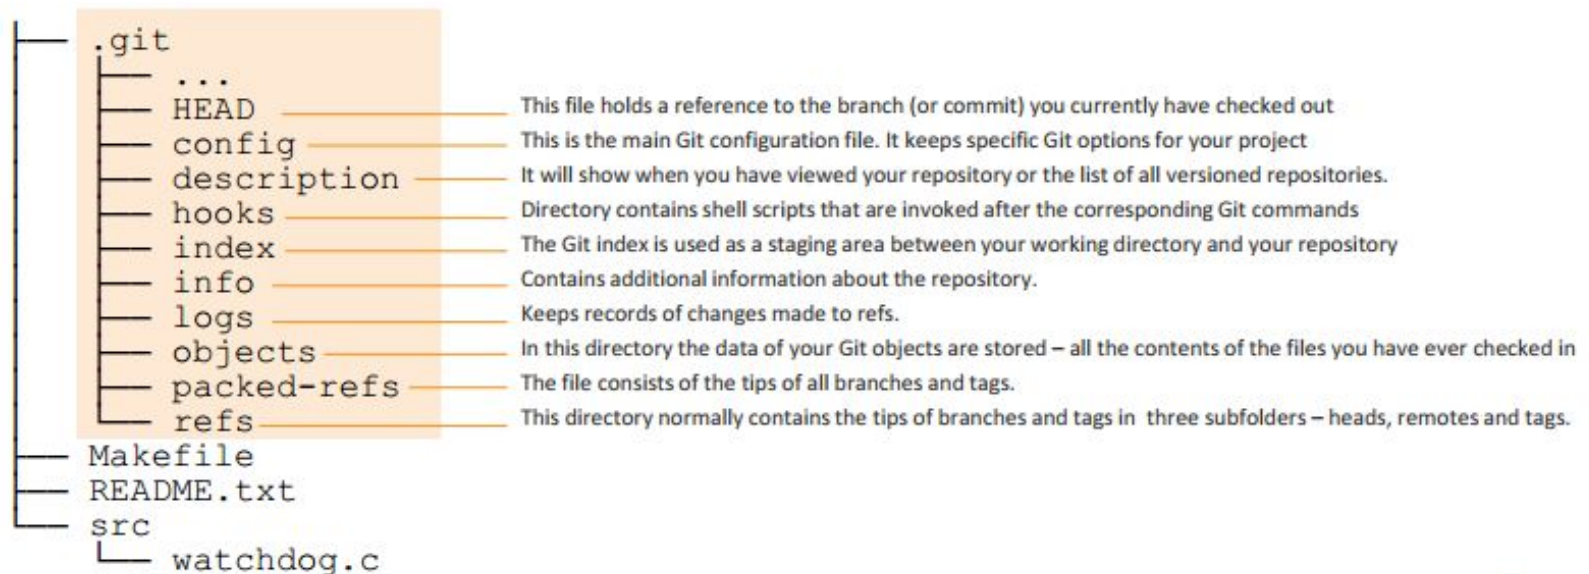 .git
...
HEAD This file holds a reference to the branch (or commit) you currently have checked out
config This is the main Git configuration file. It keeps specific Git options for your project
description It will show when you have viewed your repository or the list of all versioned repositories.
hooks Directory contains shell scripts that are invoked after the corresponding Git commands
index The Git index is used as a staging area between your working directory and your repository
info Contains additional information about the repository.
logs Keeps records of changes made to refs.
objects In this directory the data of your Git objects are stored – all the contents of the files you have ever checked in
packed-refs The file consists of the tips of all branches and tags.
refs This directory normally contains the tips of branches and tags in three subfolders – heads, remotes and tags.
Makefile
README.txt
src
watchdog.c